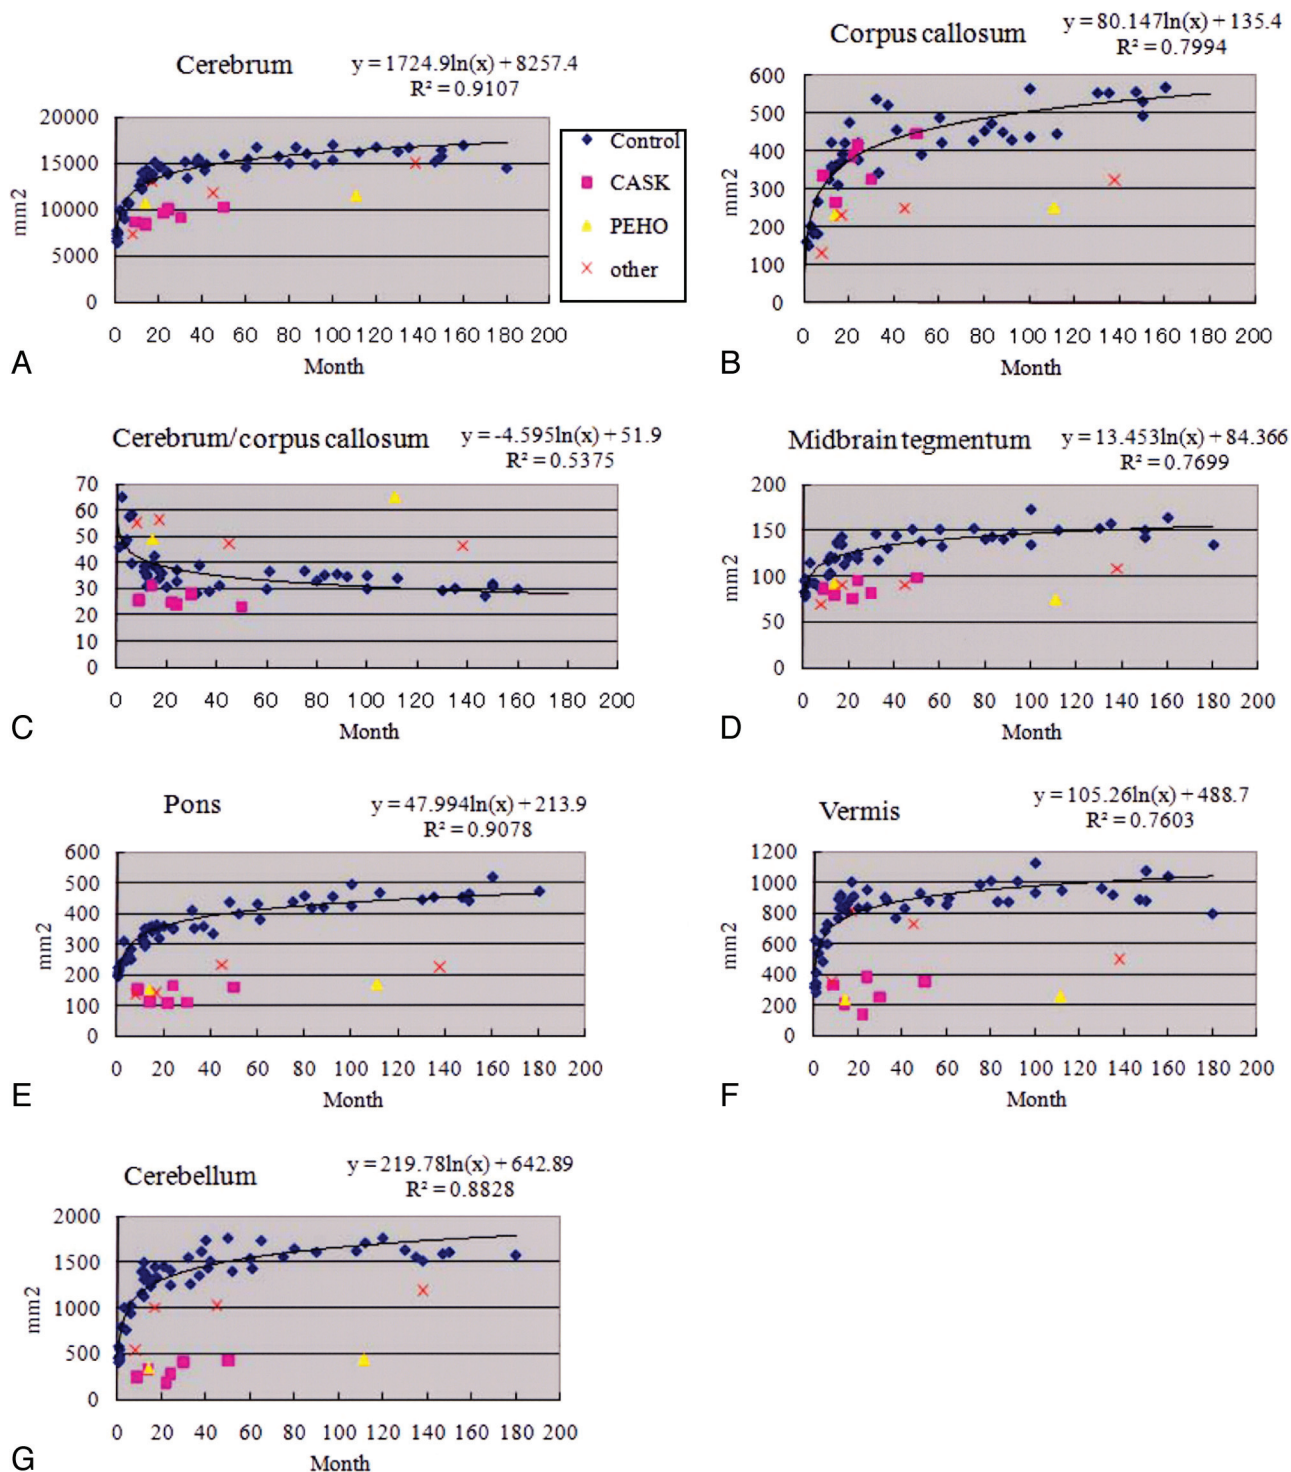 Cerebrum
y = 1724.9ln(x) + 8257.4
R² = 0.9107
20000
15000
10000
5000
0
mm2
0 20 40 60 80 100 120 140 160 180 200
Month
A
Control
CASK
PEHO
other
Corpus callosum
y = 80.147ln(x) + 135.4
R² = 0.7994
600
500
400
300
200
100
0
mm2
0 20 40 60 80 100 120 140 160 180 200
Month
B
Cerebrum/corpus callosum
y = -4.595ln(x) + 51.9
R² = 0.5375
70
60
50
40
30
20
10
0
0 20 40 60 80 100 120 140 160 180 200
Month
C
Midbrain tegmentum
y = 13.453ln(x) + 84.366
R² = 0.7699
200
150
100
50
0
mm2
0 20 40 60 80 100 120 140 160 180 200
Month
D
Pons
y = 47.994ln(x) + 213.9
R² = 0.9078
600
500
400
300
200
100
0
mm2
0 20 40 60 80 100 120 140 160 180 200
Month
E
Vermis
y = 105.26ln(x) + 488.7
R² = 0.7603
1200
1000
800
600
400
200
0
mm2
0 20 40 60 80 100 120 140 160 180 200
Month
F
Cerebellum
y = 219.78ln(x) + 642.89
R² = 0.8828
2000
1500
1000
500
0
mm2
0 20 40 60 80 100 120 140 160 180 200
Month
G